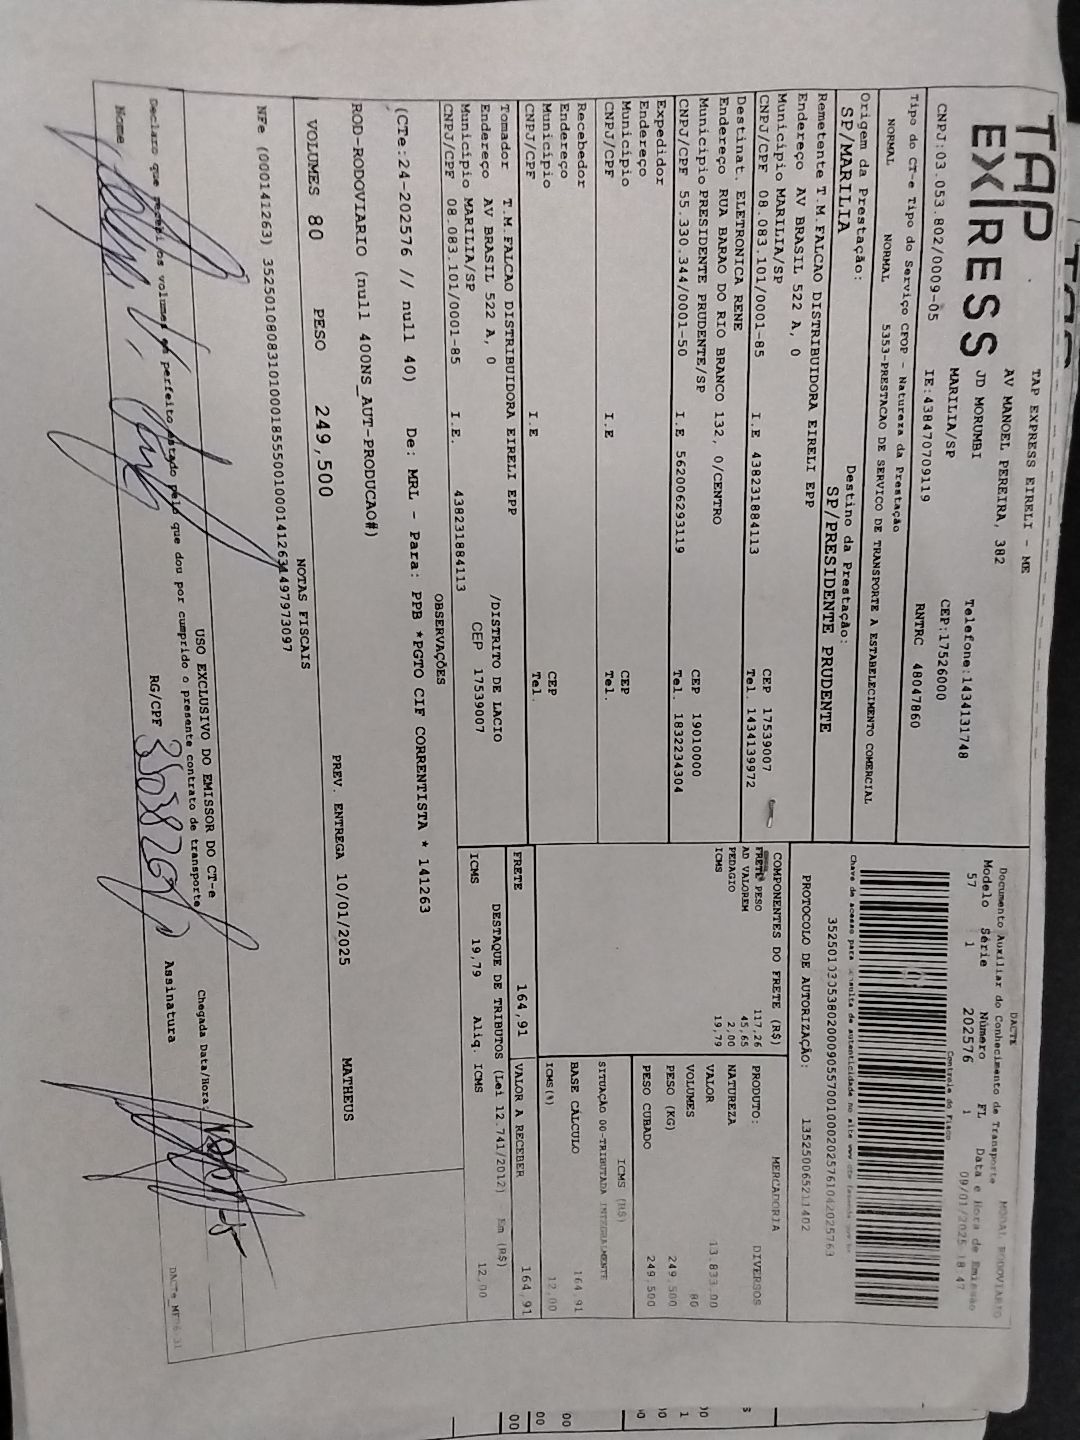 TAP EXPRESS
TAP EXPRESS EIRELI - ME
AV MANOEL PEREIRA, 382
JD MORUMBI
MARILIA/SP
Telefone:1434131748
CEP:17526000
CNPJ:03.053.802/0009-05 IE:438470709119 RNTRC 48047860
Tipo do CT-e Tipo do Serviço CFOP - Natureza da Prestação
NORMAL NORMAL 5353-PRESTACAO DE SERVICO DE TRANSPORTE A ESTABELECIMENTO COMERCIAL
Origem da Prestação: Destino da Prestação:
SP/MARILIA SP/PRESIDENTE PRUDENTE
Remetente T.M.FALCAO DISTRIBUIDORA EIRELI EPP
Endereço AV BRASIL 522 A, 0
Município MARILIA/SP CEP 17539007
CNPJ/CPF 08.083.101/0001-85 I.E 438231884113 Tel. 1434139972
Destinat. ELETRONICA RENE
Endereço RUA BARAO DO RIO BRANCO 132, 0/CENTRO
Município PRESIDENTE PRUDENTE/SP CEP 19010000
CNPJ/CPF 55.330.344/0001-50 I.E 562006293119 Tel. 1832234304
Expedidor
Endereço
Município CEP
CNPJ/CPF I.E Tel.
Recebedor
Endereço
Município CEP
CNPJ/CPF I.E Tel.
Tomador T.M.FALCAO DISTRIBUIDORA EIRELI EPP
Endereço AV BRASIL 522 A, 0 /DISTRITO DE LACIO
Município MARILIA/SP CEP 17539007
CNPJ/CPF 08.083.101/0001-85 I.E. 438231884113
DACTE
Documento Auxiliar do Conhecimento de Transporte MODAL RODOVIARIO
Modelo Série Número FL Data e Hora de Emissão
57 1 202576 1 09/01/2025 18:47
Controle do Fisco
Chave de acesso para consulta de autenticidade no site www.cte
PROTOCOLO DE AUTORIZAÇÃO: 135250065211402
COMPONENTES DO FRETE (R$)
FRETE PESO 117,26
AD VALOREM 45,65
PEDAGIO 2,00
ICMS 19,79
MERCADORIA
PRODUTO: DIVERSOS
NATUREZA
VALOR 13.833,00
VOLUMES 80
PESO (KG) 249,500
PESO CUBADO 249,500
ICMS (R$)
SITUAÇÃO 00-TRIBUTADA INTEGRALMENTE
BASE CÁLCULO 164,91
ICMS(%) 12,00
FRETE 164,91 VALOR A RECEBER 164,91
DESTAQUE DE TRIBUTOS (Lei 12.741/2012) Em (R$)
ICMS 19,79 Aliq. ICMS 12,00
OBSERVAÇÕES
(CTe:24-202576 // null 40) De: MRL - Para: PPB *PGTO CIF CORRENTISTA * 141263
,
ROD-RODOVIARIO (null 400NS_AUT-PRODUCAO#)
VOLUMES 80 PESO 249,500 PREV. ENTREGA 10/01/2025 MATHEUS
NOTAS FISCAIS
NFe (000141263)
USO EXCLUSIVO DO EMISSOR DO CT-e
Declaro que recebi os volumes em perfeito estado pelo que dou por cumprido o presente contrato de transporte
Chegada Data/Hora:
Nome: RG/CPF Assinatura